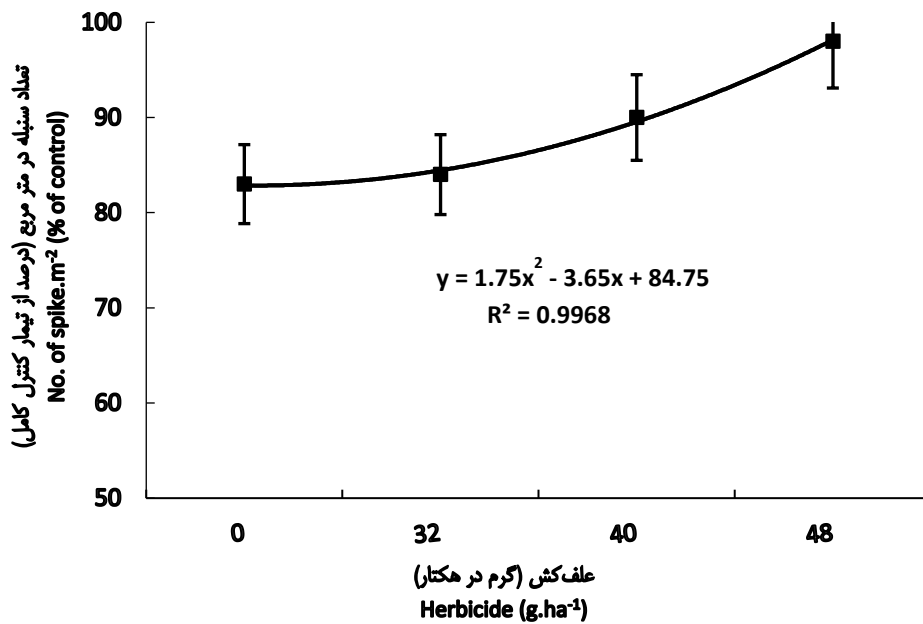 تعداد سنبله در متر مربع (درصد از تیمار کنترل کامل)
No. of spike.m⁻² (% of control)
100
90
80
70
60
50
y = 1.75x² - 3.65x + 84.75
R² = 0.9968
0 32 40 48
علف‌کش (گرم در هکتار)
Herbicide (g.ha⁻¹)